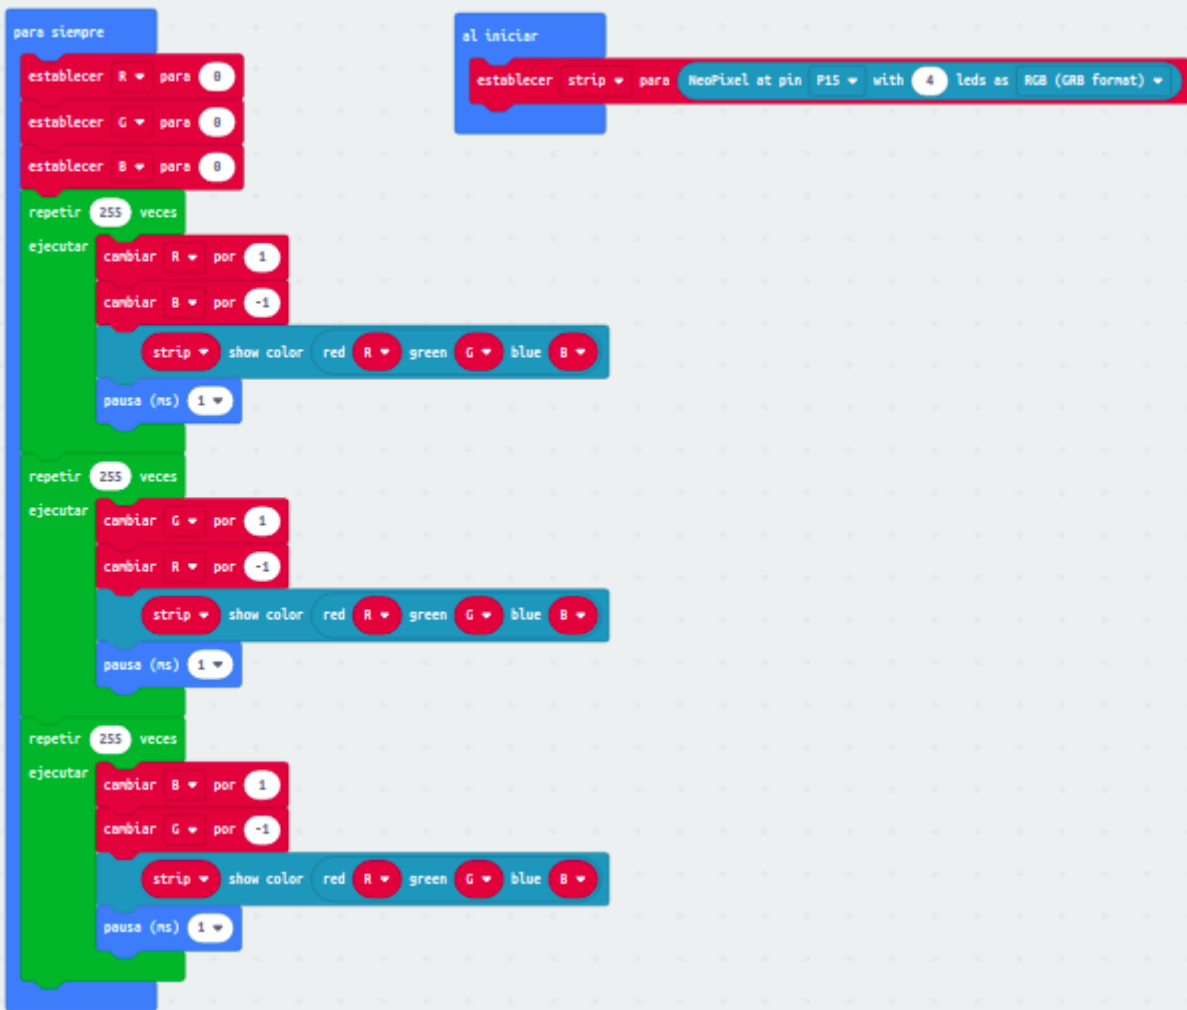 para siempre
establecer R para 0
establecer G para 0
establecer B para 0
repetir 255 veces
ejecutar
cambiar R por 1
cambiar B por -1
strip show color red R green G blue B
pausa (ms) 1
repetir 255 veces
ejecutar
cambiar G por 1
cambiar R por -1
strip show color red R green G blue B
pausa (ms) 1
repetir 255 veces
ejecutar
cambiar B por 1
cambiar G por -1
strip show color red R green G blue B
pausa (ms) 1
al iniciar
establecer strip para NeoPixel at pin P15 with 4 leds as RGB (GRB format)